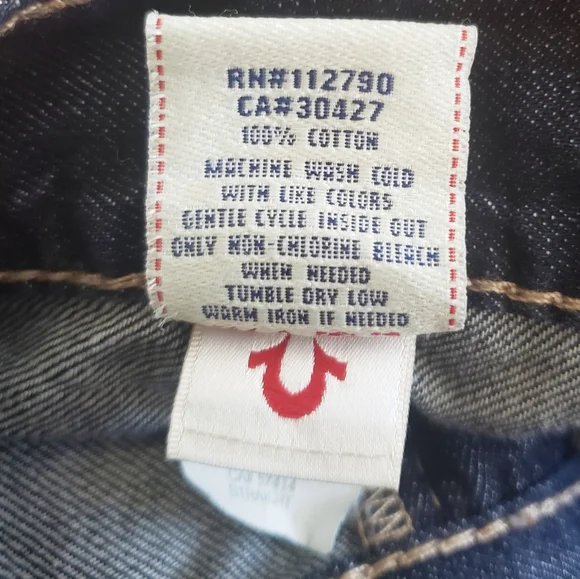 RN#112790
CA#30427
100% COTTON
MACHINE WASH COLD
WITH LIKE COLORS
GENTLE CYCLE INSIDE OUT
ONLY NON-CHLORINE BLEACH
WHEN NEEDED
TUMBLE DRY LOW
WARM IRON IF NEEDED